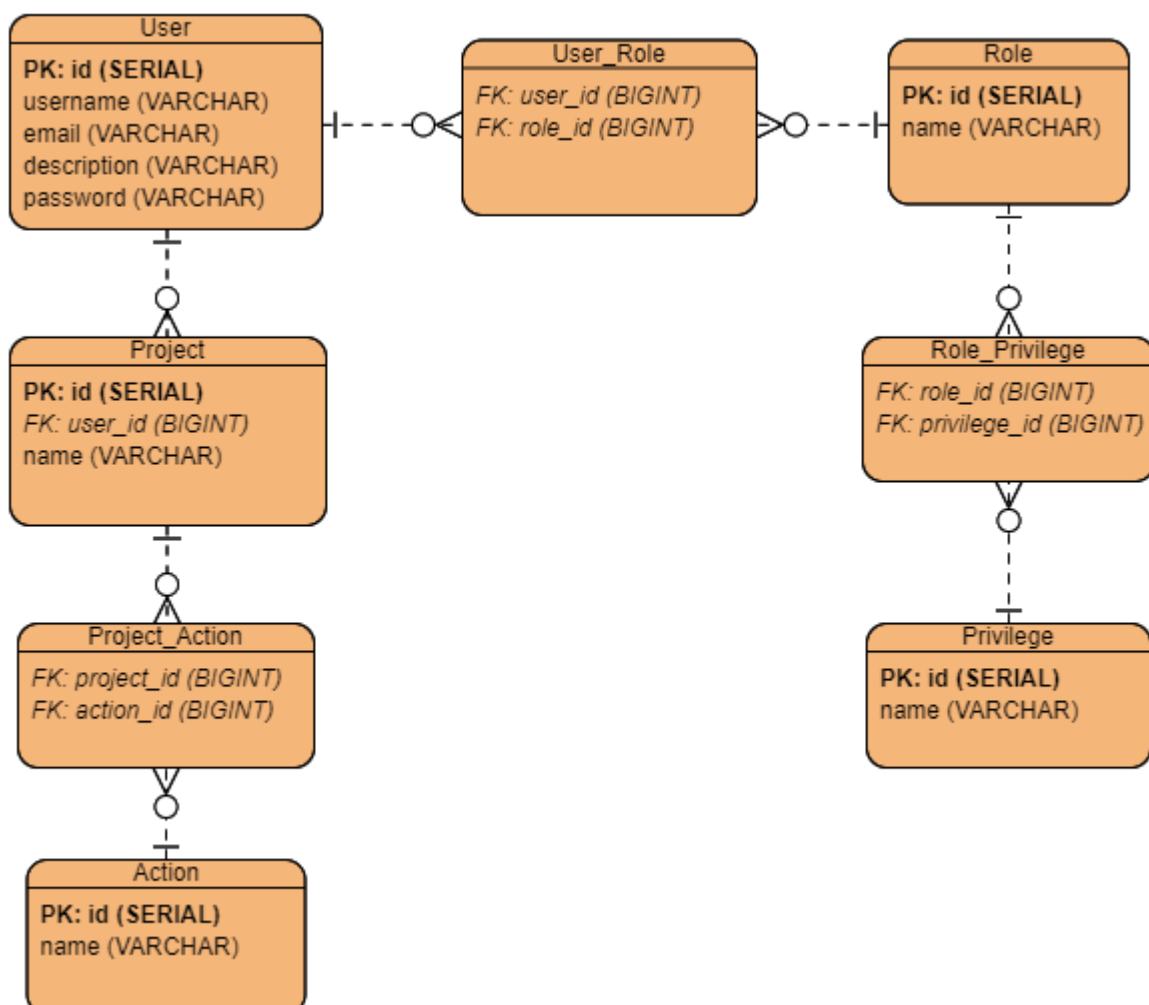 User
PK: id (SERIAL)
username (VARCHAR)
email (VARCHAR)
description (VARCHAR)
password (VARCHAR)
User_Role
FK: user_id (BIGINT)
FK: role_id (BIGINT)
Role
PK: id (SERIAL)
name (VARCHAR)
Project
PK: id (SERIAL)
FK: user_id (BIGINT)
name (VARCHAR)
Role_Privilege
FK: role_id (BIGINT)
FK: privilege_id (BIGINT)
Project_Action
FK: project_id (BIGINT)
FK: action_id (BIGINT)
Privilege
PK: id (SERIAL)
name (VARCHAR)
Action
PK: id (SERIAL)
name (VARCHAR)